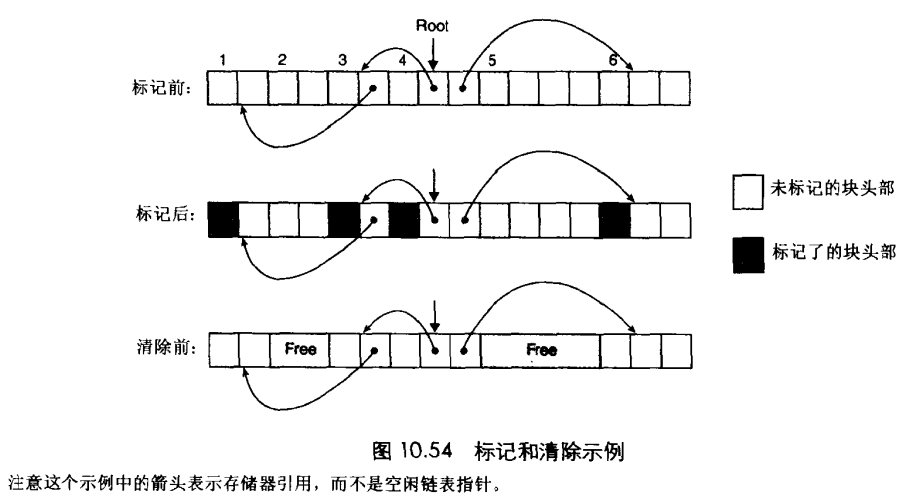 Root
1 2 3 4 5 6
标记前：
标记后：
未标记的块头部
标记了的块头部
清除前：
Free Free
图 10.54 标记和清除示例
注意这个示例中的箭头表示存储器引用，而不是空闲链表指针。